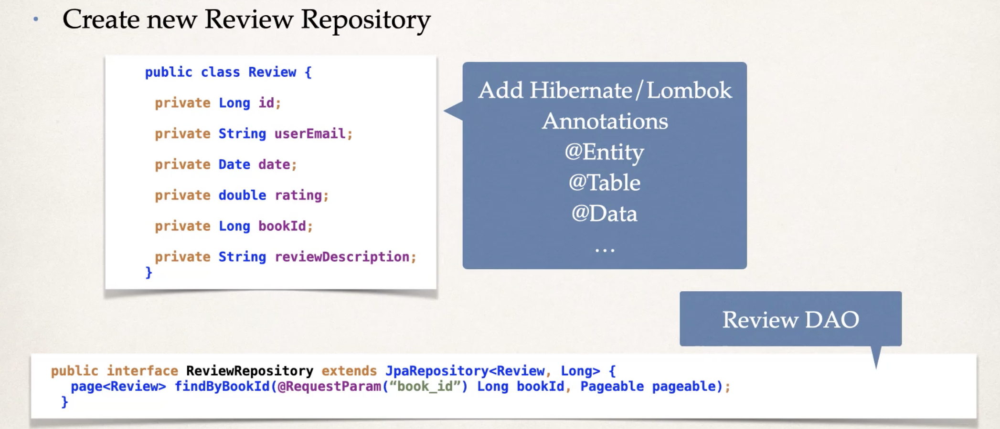 • Create new Review Repository
public class Review {
private Long id;
private String userEmail;
private Date date;
private double rating;
private Long bookId;
private String reviewDescription;
}
Add Hibernate/Lombok
Annotations
@Entity
@Table
@Data
...
Review DAO
public interface ReviewRepository extends JpaRepository<Review, Long> {
page<Review> findByBookId(@RequestParam(“book_id”) Long bookId, Pageable pageable);
}